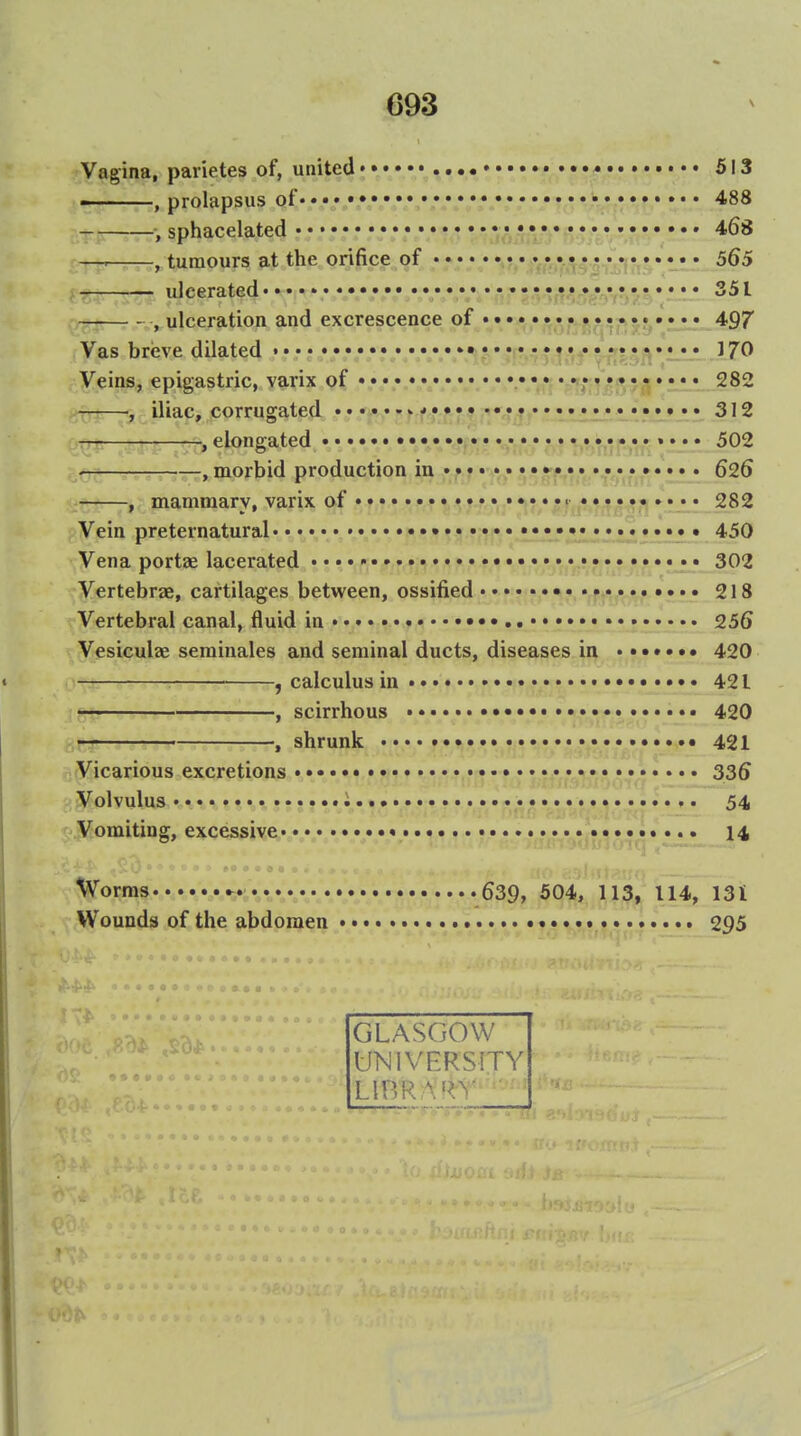 693
Vagina, parietes of, united 513
———, prolapsus of 488
———, sphacelated 468
———, tumours at the orifice of 565
——— ulcerated 351
———, ulceration and excrescence of 497
Vas breve dilated 170
Veins, epigastric, varix of 282
———, iliac, corrugated 312
———, elongated 502
———, morbid production in 626
———, mammary, varix of 282
Vein preternatural 450
Vena portæ lacerated 302
Vertebræ, cartilages between, ossified 218
Vertebral canal, fluid in 256
Vesiculæ seminales and seminal ducts, diseases in 420
———, calculus in 421
———, scirrhous 420
———, shrunk 421
Vicarious excretions 336
Volvulus 54
Vomiting, excessive 14
Worms 639, 504, 113, 114, 131
Wounds of the abdomen 295
GLASGOW
UNIVERSITY
LIBRARY